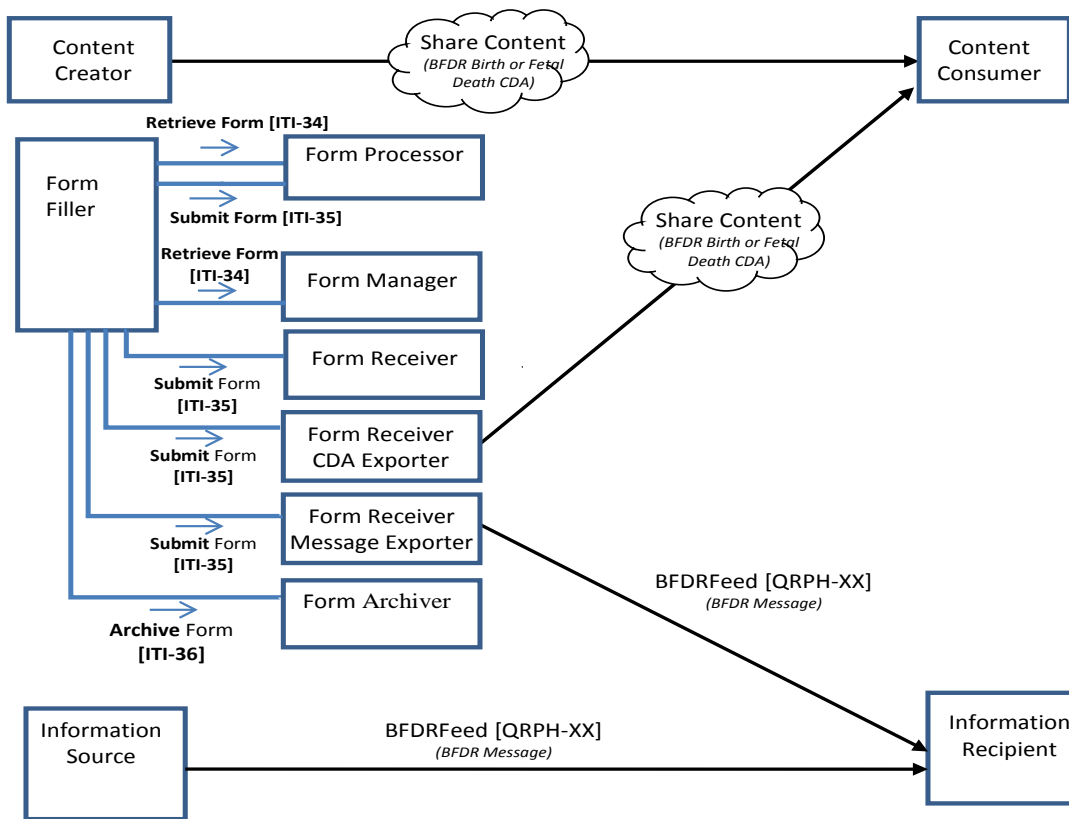 Content
Creator
Share Content
(BFDR Birth or Fetal
Death CDA)
Content
Consumer
Retrieve Form [ITI-34]
Form
Filler
Form Processor
Submit Form [ITI-35]
Share Content
(BFDR Birth or Fetal
Death CDA)
Retrieve Form
[ITI-34]
Form Manager
Form Receiver
Submit Form
[ITI-35]
Form Receiver
CDA Exporter
Submit Form
[ITI-35]
Form Receiver
Message Exporter
Submit Form
[ITI-35]
BFDRFeed [QRPH-XX]
(BFDR Message)
Form Archiver
Archive Form
[ITI-36]
Information
Source
BFDRFeed [QRPH-XX]
(BFDR Message)
Information
Recipient